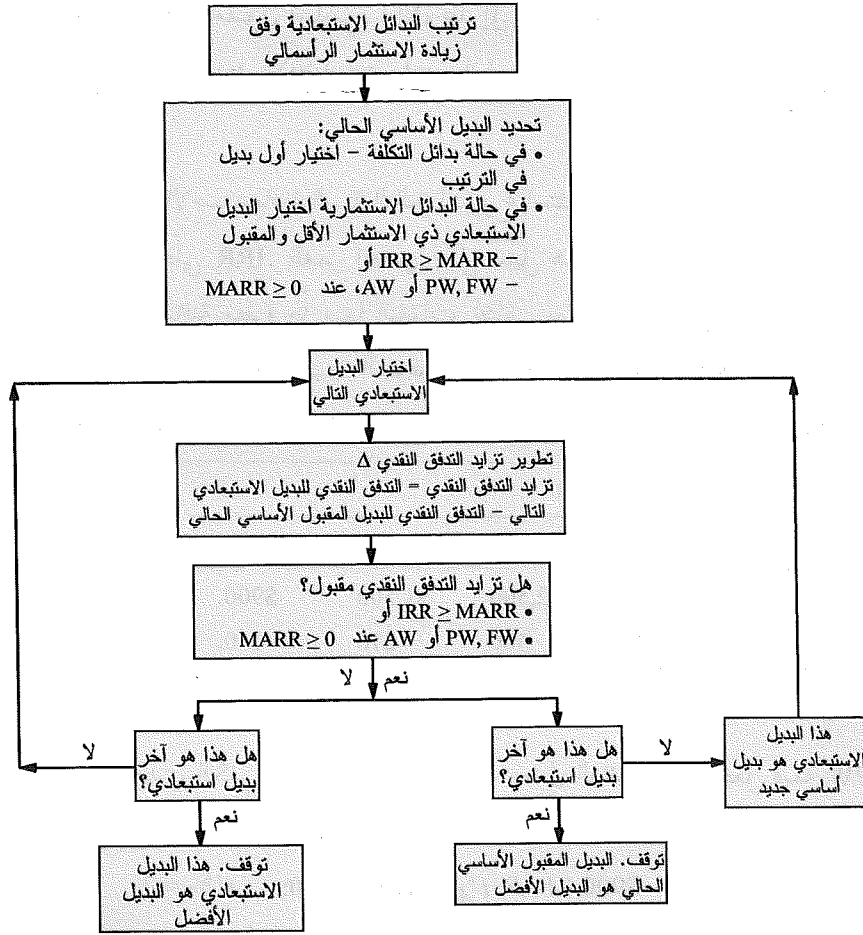 ترتيب البدائل الاستبعادية وفق
زيادة الاستثمار الرأسمالي
تحديد البديل الأساسي الحالي:
• في حالة بدائل التكلفة – اختيار أول بديل
في الترتيب
• في حالة البدائل الاستثمارية اختيار البديل
الاستبعادي ذي الاستثمار الأقل والمقبول
– IRR ≥ MARR أو
– PW, FW أو AW، عند MARR ≥ 0
اختيار البديل
الاستبعادي التالي
تطوير تزايد التدفق النقدي Δ
تزايد التدفق النقدي = التدفق النقدي للبديل الاستبعادي
التالي – التدفق النقدي للبديل المقبول الأساسي الحالي
هل تزايد التدفق النقدي مقبول؟
• IRR ≥ MARR أو
• PW, FW أو AW عند MARR ≥ 0
نعم
لا
هل هذا هو آخر
بديل استبعادي؟
لا
هذا البديل
الاستبعادي هو بديل
أساسي جديد
نعم
توقف. البديل المقبول الأساسي
الحالي هو البديل الأفضل
هل هذا هو آخر
بديل استبعادي؟
لا
نعم
توقف. هذا البديل
الاستبعادي هو البديل
الأفضل